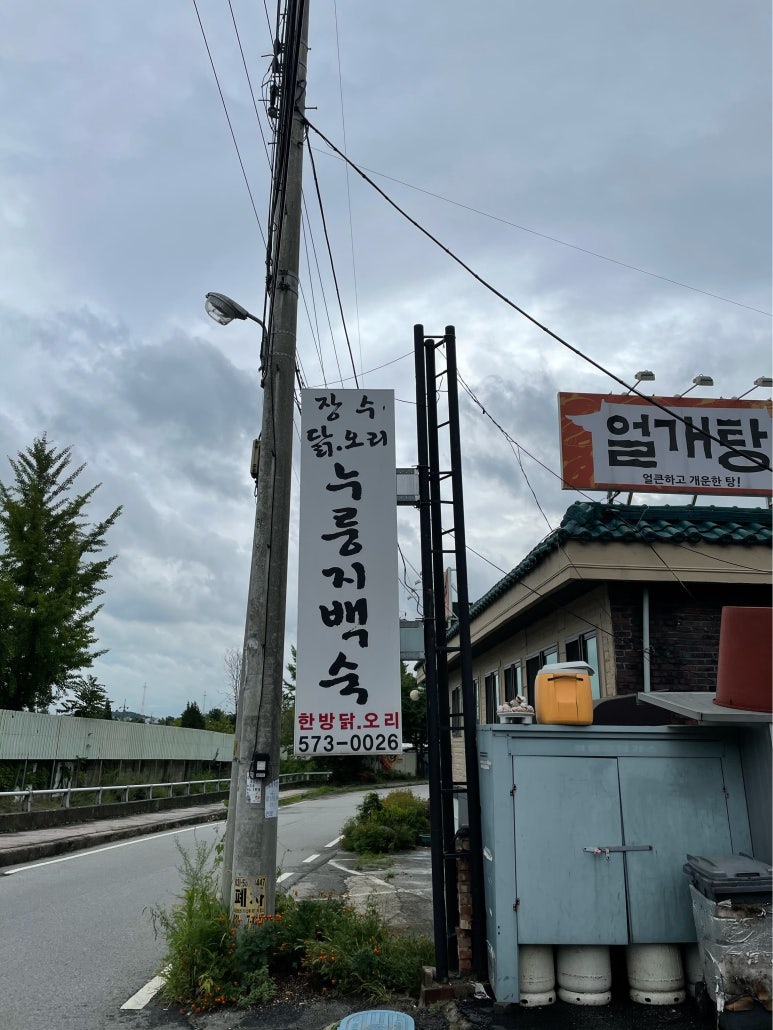 장수
닭.오리
누룽지백숙
한방닭.오리
573-0026
얼개탕
얼큰하고 개운한 탕!